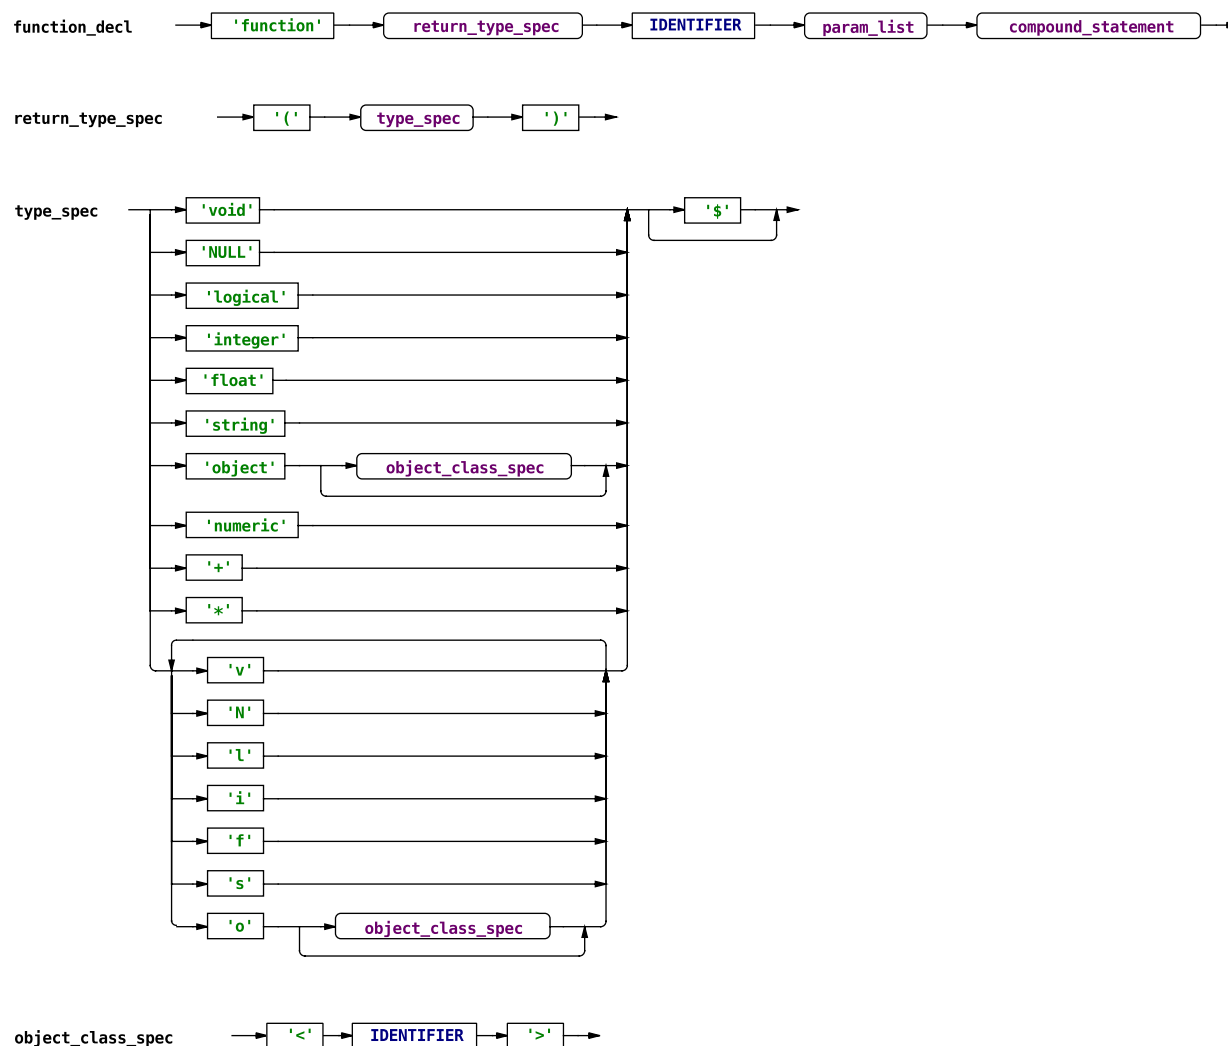 function_decl 'function' return_type_spec IDENTIFIER param_list compound_statement
return_type_spec '(' type_spec ')'
type_spec 'void' '$'
'NULL'
'logical'
'integer'
'float'
'string'
'object' object_class_spec
'numeric'
'+'
'*'
'v'
'N'
'l'
'i'
'f'
's'
'o' object_class_spec
object_class_spec '<' IDENTIFIER '>'